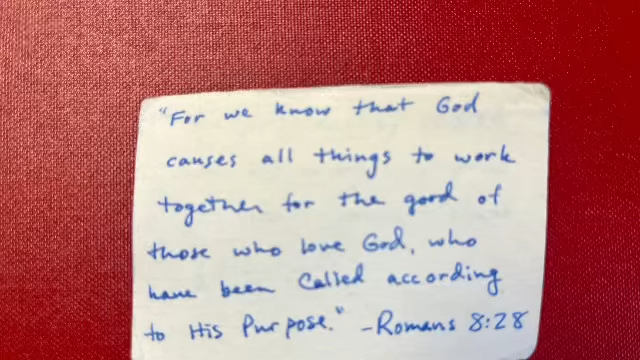 "For we know that God
causes all things to work
together for the good of
those who love God, who
have been Called according
to His Purpose." -Romans 8:28